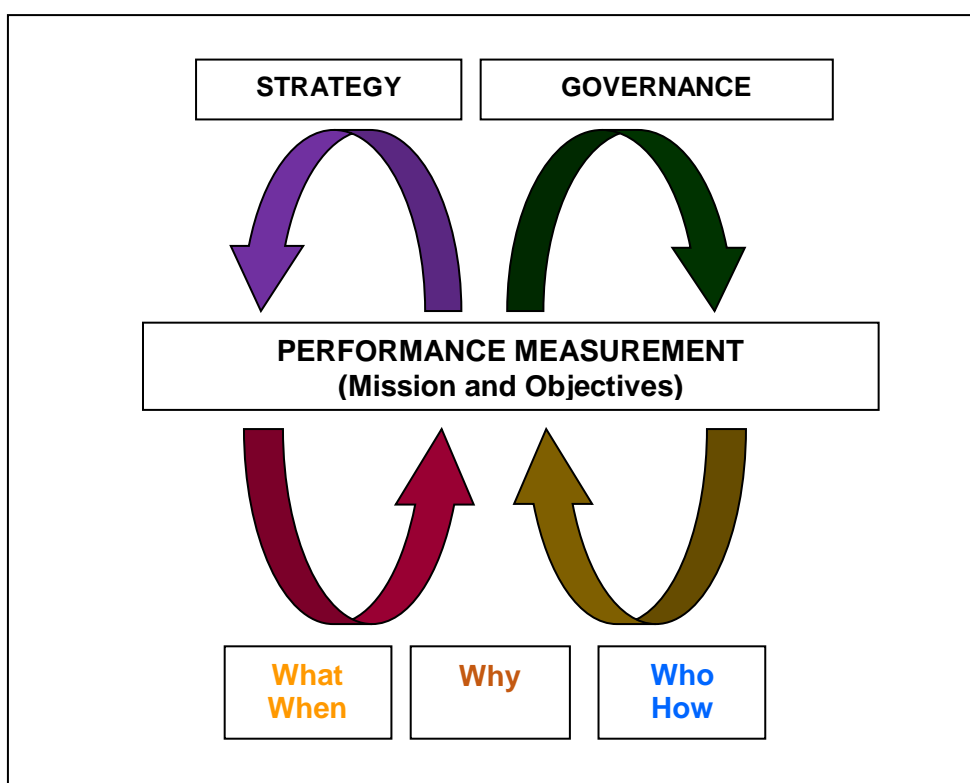 STRATEGY
GOVERNANCE
PERFORMANCE MEASUREMENT
(Mission and Objectives)
What
When
Why
Who
How